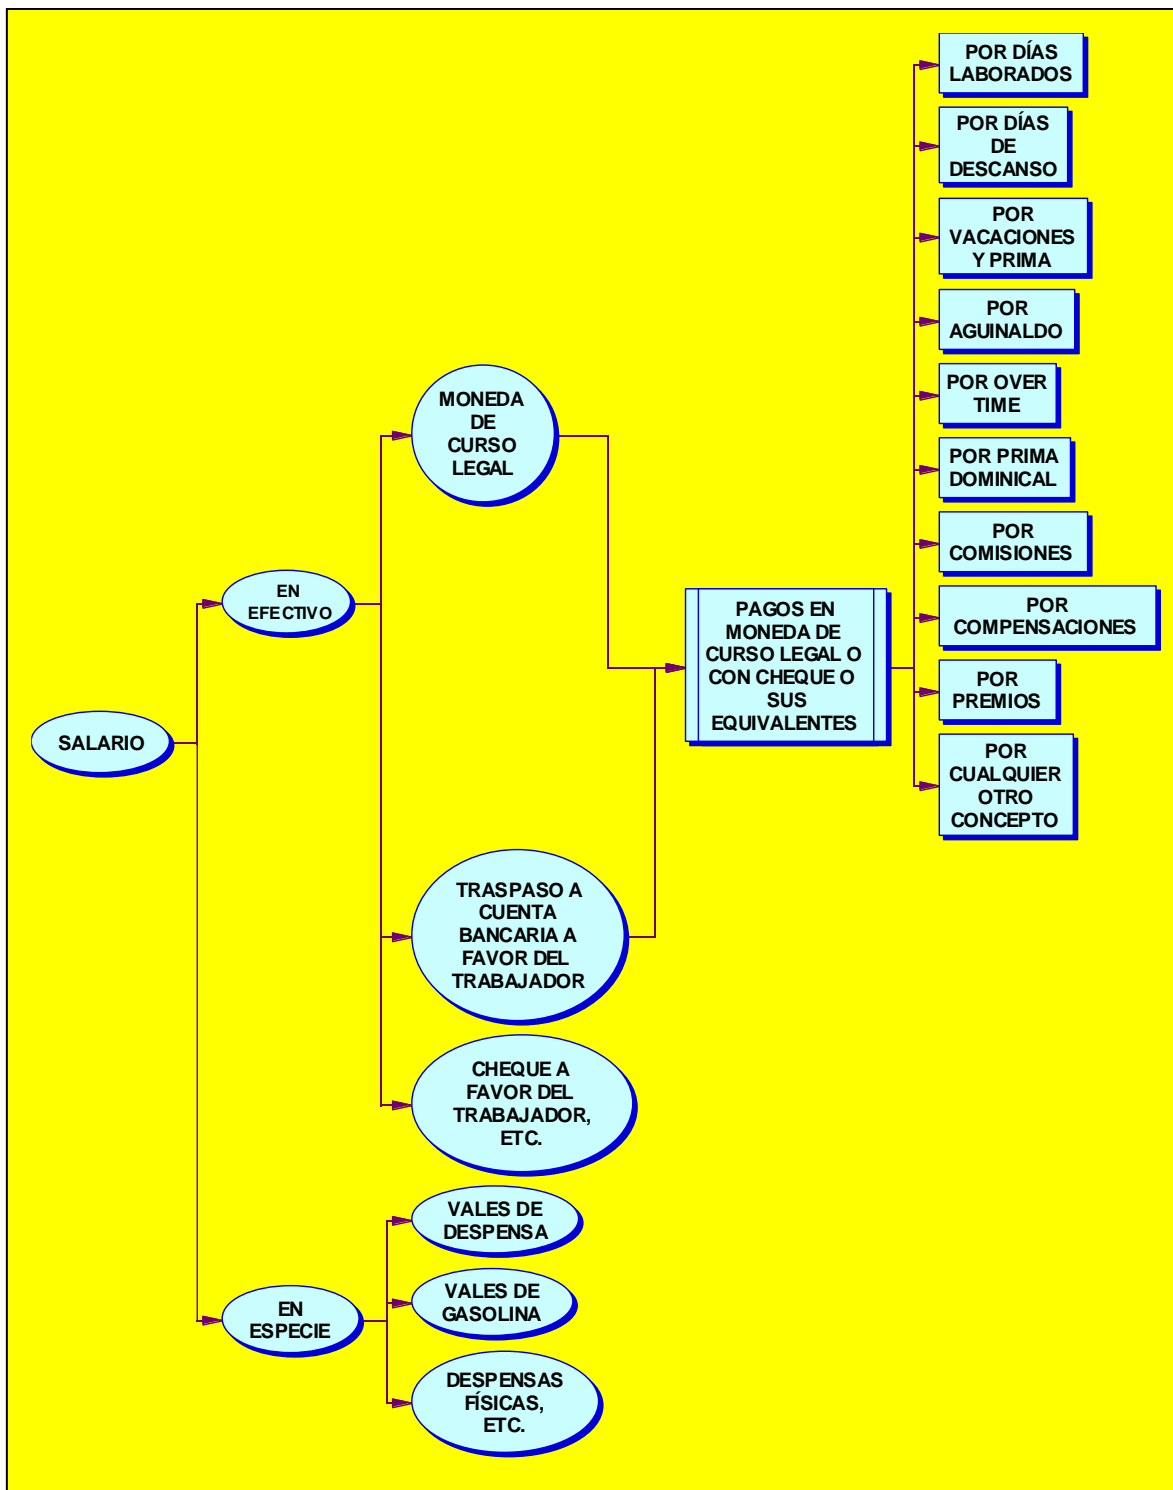 SALARIO
EN
EFECTIVO
EN
ESPECIE
MONEDA
DE
CURSO
LEGAL
TRASPASO A
CUENTA
BANCARIA A
FAVOR DEL
TRABAJADOR
CHEQUE A
FAVOR DEL
TRABAJADOR,
ETC.
VALES DE
DESPENSA
VALES DE
GASOLINA
DESPENSAS
FÍSICAS,
ETC.
PAGOS EN
MONEDA DE
CURSO LEGAL O
CON CHEQUE O
SUS
EQUIVALENTES
POR DÍAS
LABORADOS
POR DÍAS
DE
DESCANSO
POR
VACACIONES
Y PRIMA
POR
AGUINALDO
POR OVER
TIME
POR PRIMA
DOMINICAL
POR
COMISIONES
POR
COMPENSACIONES
POR
PREMIOS
POR
CUALQUIER
OTRO
CONCEPTO